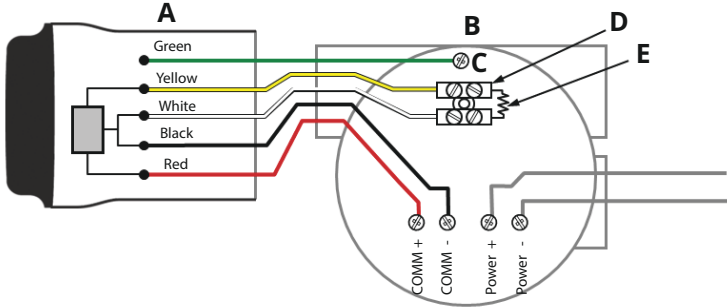 A
B
C
D
E
Green
Yellow
White
Black
Red
COMM +
COMM -
Power +
Power -